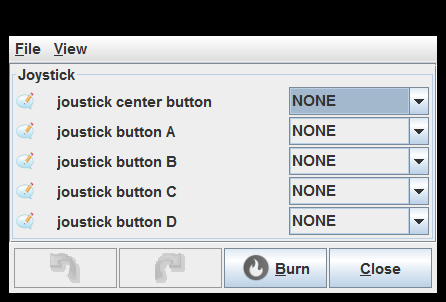 File View
Joystick
joustick center button NONE
joustick button A NONE
joustick button B NONE
joustick button C NONE
joustick button D NONE
Burn Close